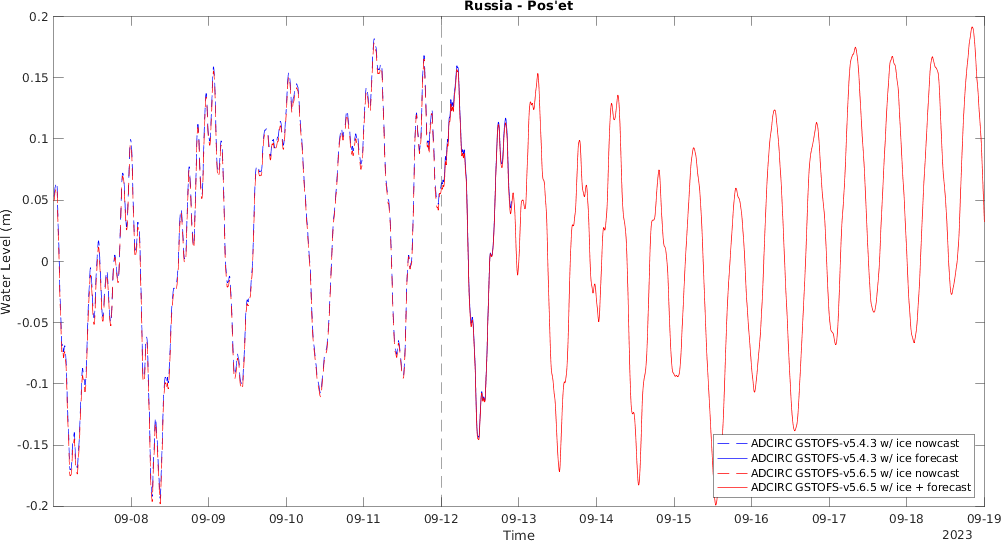 Russia - Pos'et
0.2
0.15
0.1
0.05
0
-0.05
-0.1
-0.15
-0.2
Water Level (m)
ADCIRC GSTOFS-v5.4.3 w/ ice nowcast
ADCIRC GSTOFS-v5.4.3 w/ ice forecast
ADCIRC GSTOFS-v5.6.5 w/ ice nowcast
ADCIRC GSTOFS-v5.6.5 w/ ice + forecast
09-08 09-09 09-10 09-11 09-12 09-13 09-14 09-15 09-16 09-17 09-18 09-19
Time
2023